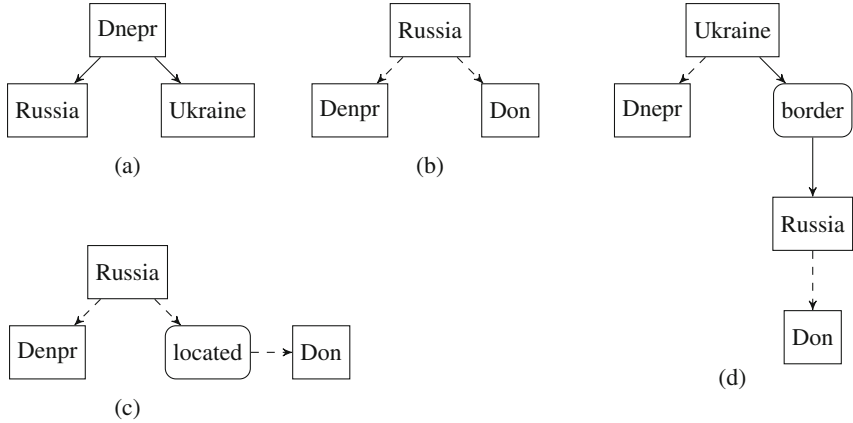 Dnepr
Russia Ukraine
(a)
Russia
Denpr Don
(b)
Ukraine
Dnepr border
Russia
Don
(d)
Russia
Denpr located Don
(c)